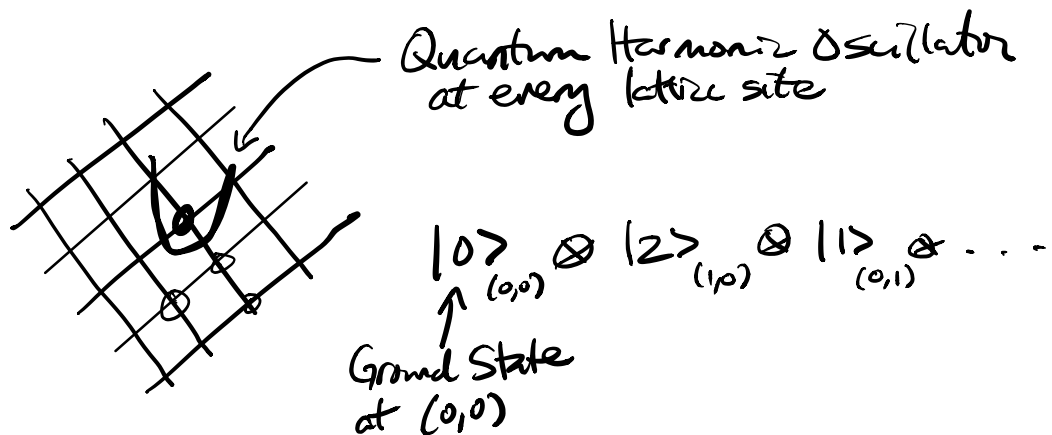 Quantum Harmonic Oscillator
at every lattice site
|0>(0,0) ⊗ |2>(1,0) ⊗ |1>(0,1) ⊗ ....
Ground State
at (0,0)